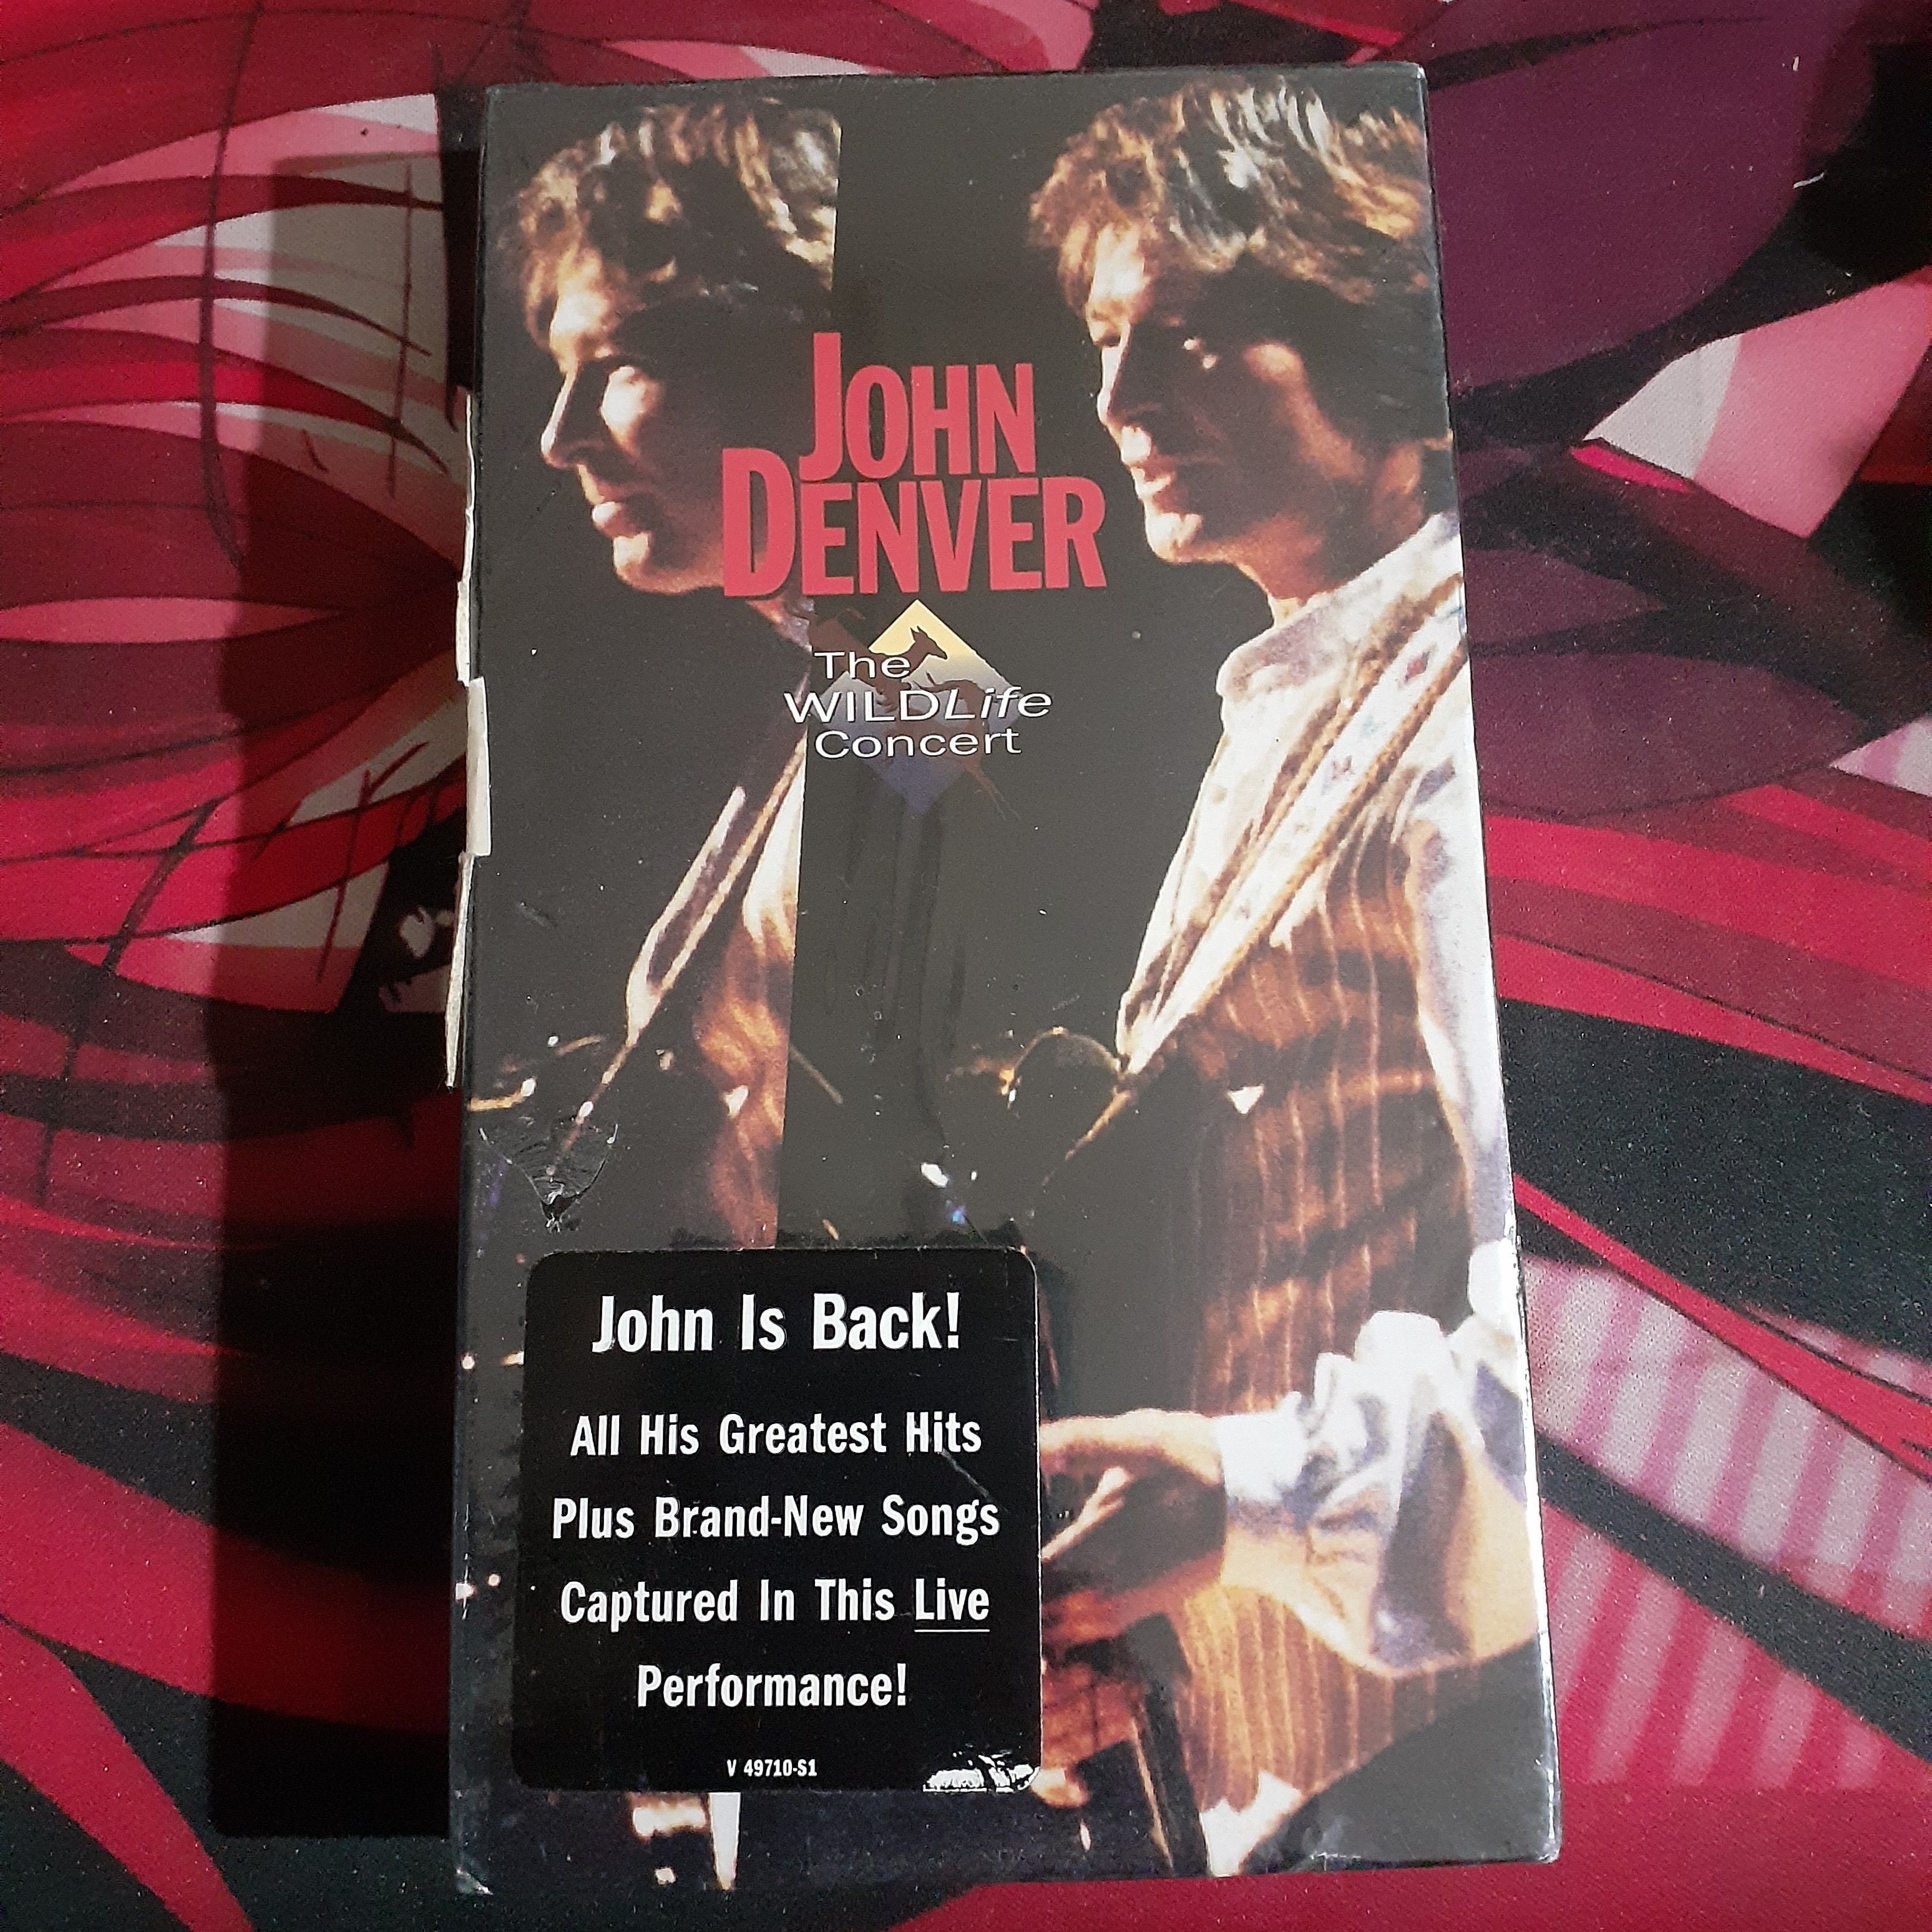 JOHN
DENVER
The
WILDLife
Concert
John Is Back!
All His Greatest Hits
Plus Brand-New Songs
Captured In This Live
Performance!
V 49710-S1